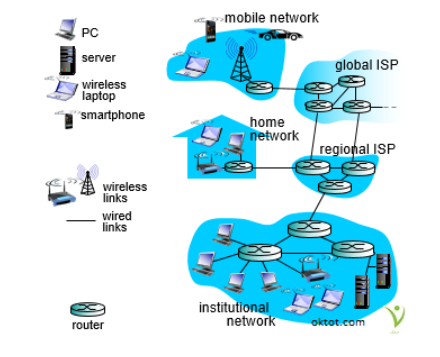 PC
server
wireless
laptop
smartphone
wireless
links
wired
links
router
mobile network
global ISP
home
network
regional ISP
institutional
network
oktot.com